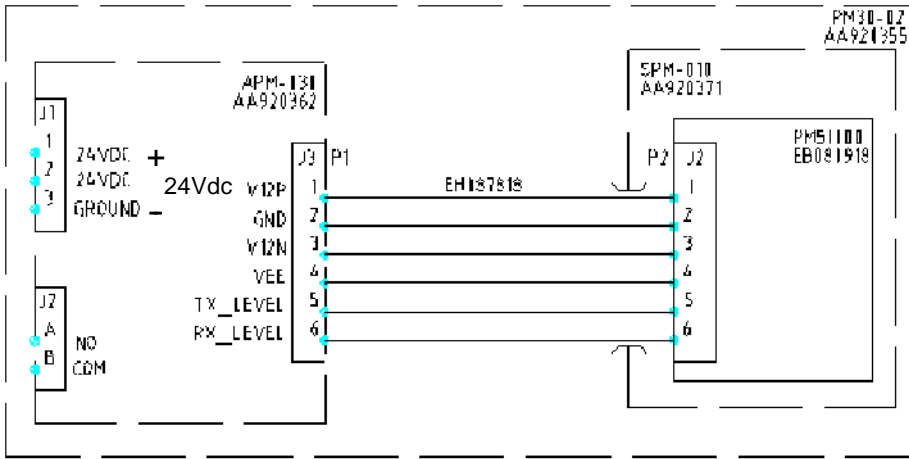 PM30-02
AA921355
APM-131
AA920362
SPM-010
AA920371
J1
1
24VDC +
2
24VDC
3
GROUND -
24Vdc
J3
P1
P2
J2
PM51100
EB081918
EH187818
V12P
1
1
GND
2
2
V12N
3
3
VEE
4
4
TX_LEVEL
5
5
RX_LEVEL
6
6
J2
A
NO
B
COM